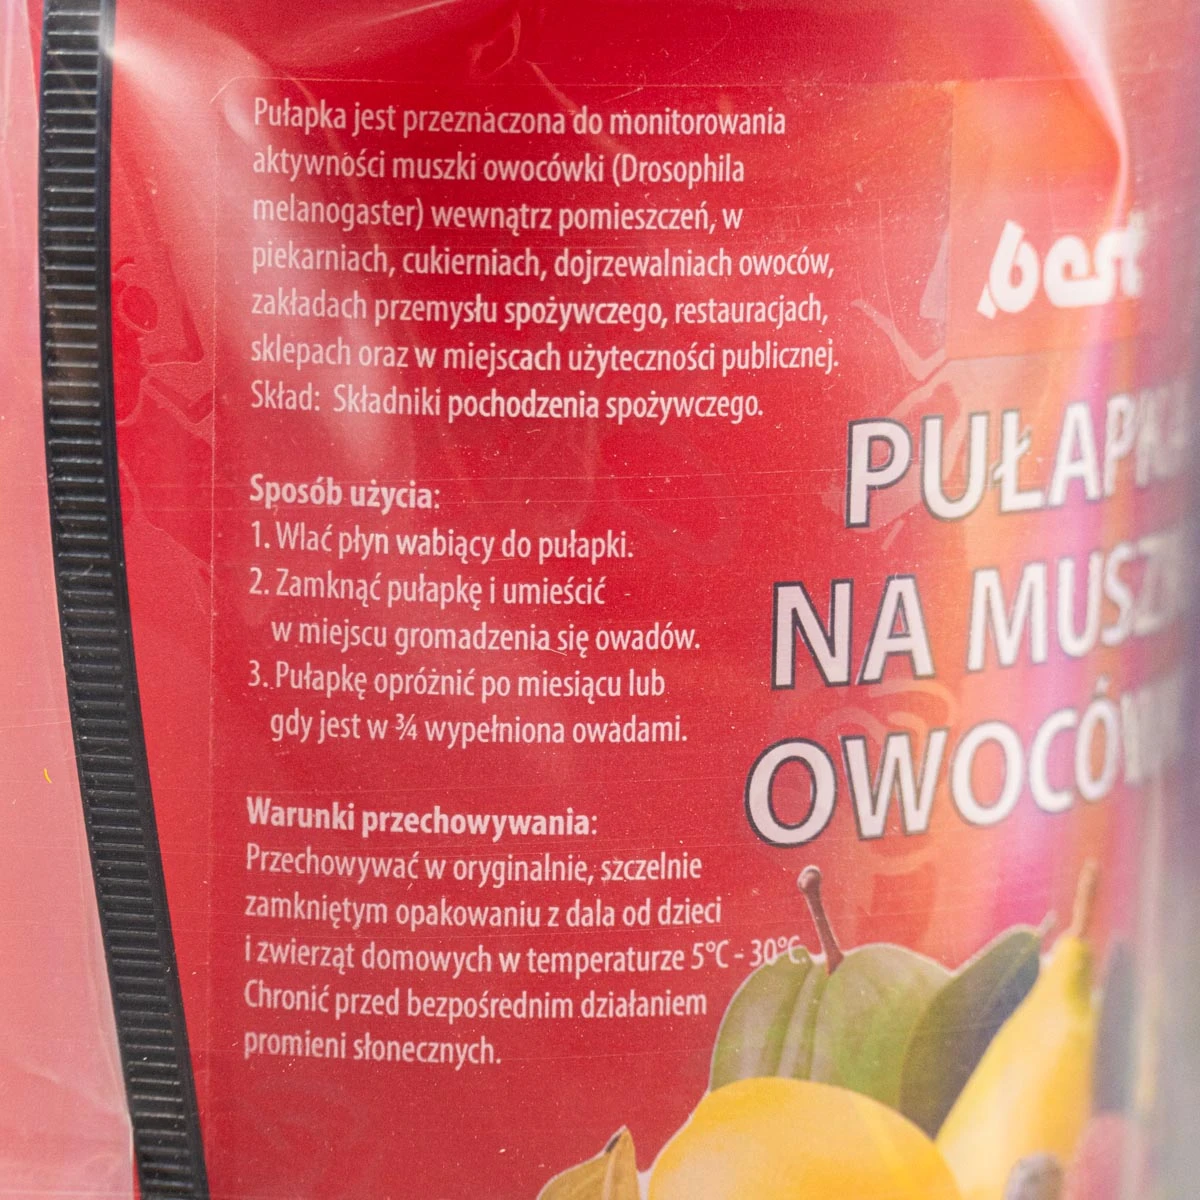 Pułapka jest przeznaczona do monitorowania
aktywności muszki owocówki (Drosophila
melanogaster) wewnątrz pomieszczeń, w
piekarniach, cukierniach, dojrzewalniach owoców,
zakładach przemysłu spożywczego, restauracjach,
sklepach oraz w miejscach użyteczności publicznej.
Skład: Składniki pochodzenia spożywczego.
Sposób użycia:
1. Wlać płyn wabiący do pułapki.
2. Zamknąć pułapkę i umieścić
w miejscu gromadzenia się owadów.
3. Pułapkę opróżnić po miesiącu lub
gdy jest w ¾ wypełniona owadami.
Warunki przechowywania:
Przechowywać w oryginalnie, szczelnie
zamkniętym opakowaniu z dala od dzieci
i zwierząt domowych w temperaturze 5°C - 30°C.
Chronić przed bezpośrednim działaniem
promieni słonecznych.
best
NA